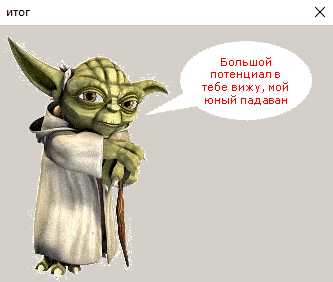 итог
Большой
потенциал в
тебе вижу, мой
юный падаван